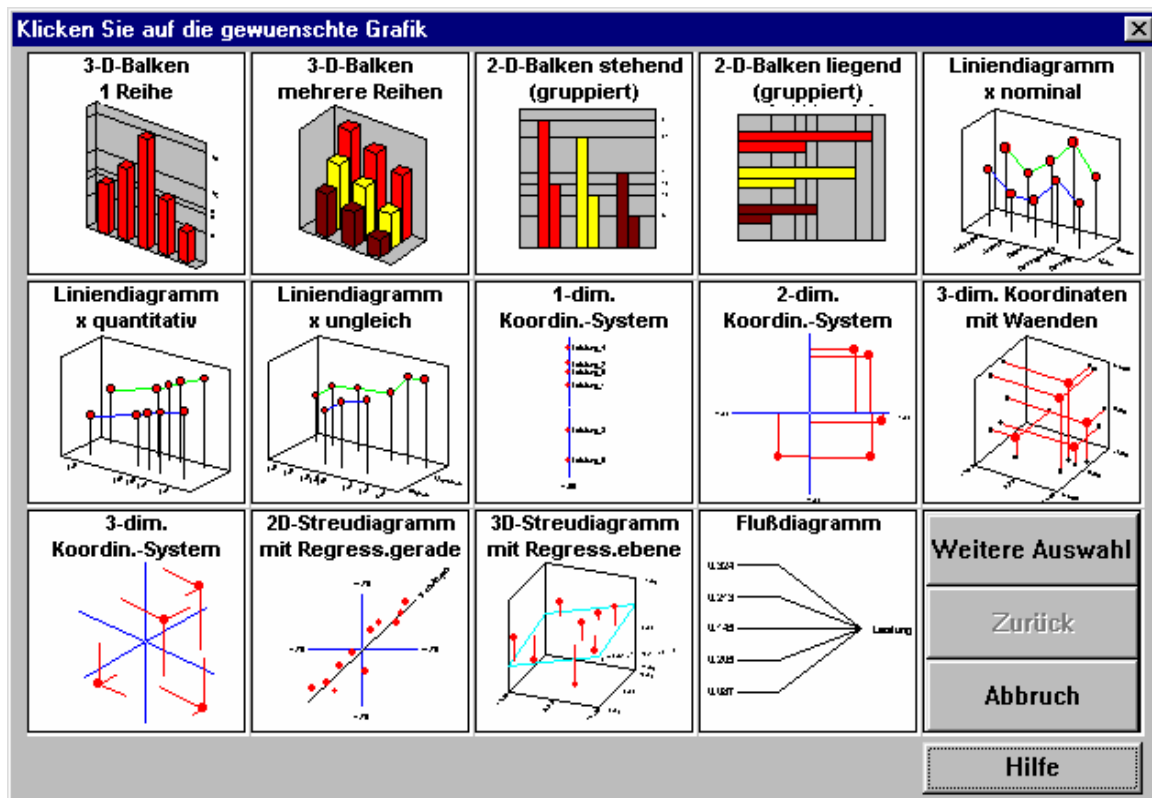 Klicken Sie auf die gewuenschte Grafik
3-D-Balken
1 Reihe
3-D-Balken
mehrere Reihen
2-D-Balken stehend
(gruppiert)
2-D-Balken liegend
(gruppiert)
Liniendiagramm
x nominal
Liniendiagramm
x quantitativ
Liniendiagramm
x ungleich
1-dim.
Koordin.-System
2-dim.
Koordin.-System
3-dim. Koordinaten
mit Waenden
3-dim.
Koordin.-System
2D-Streudiagramm
mit Regress.gerade
3D-Streudiagramm
mit Regress.ebene
Flußdiagramm
Leistung
Weitere Auswahl
Zurück
Abbruch
Hilfe